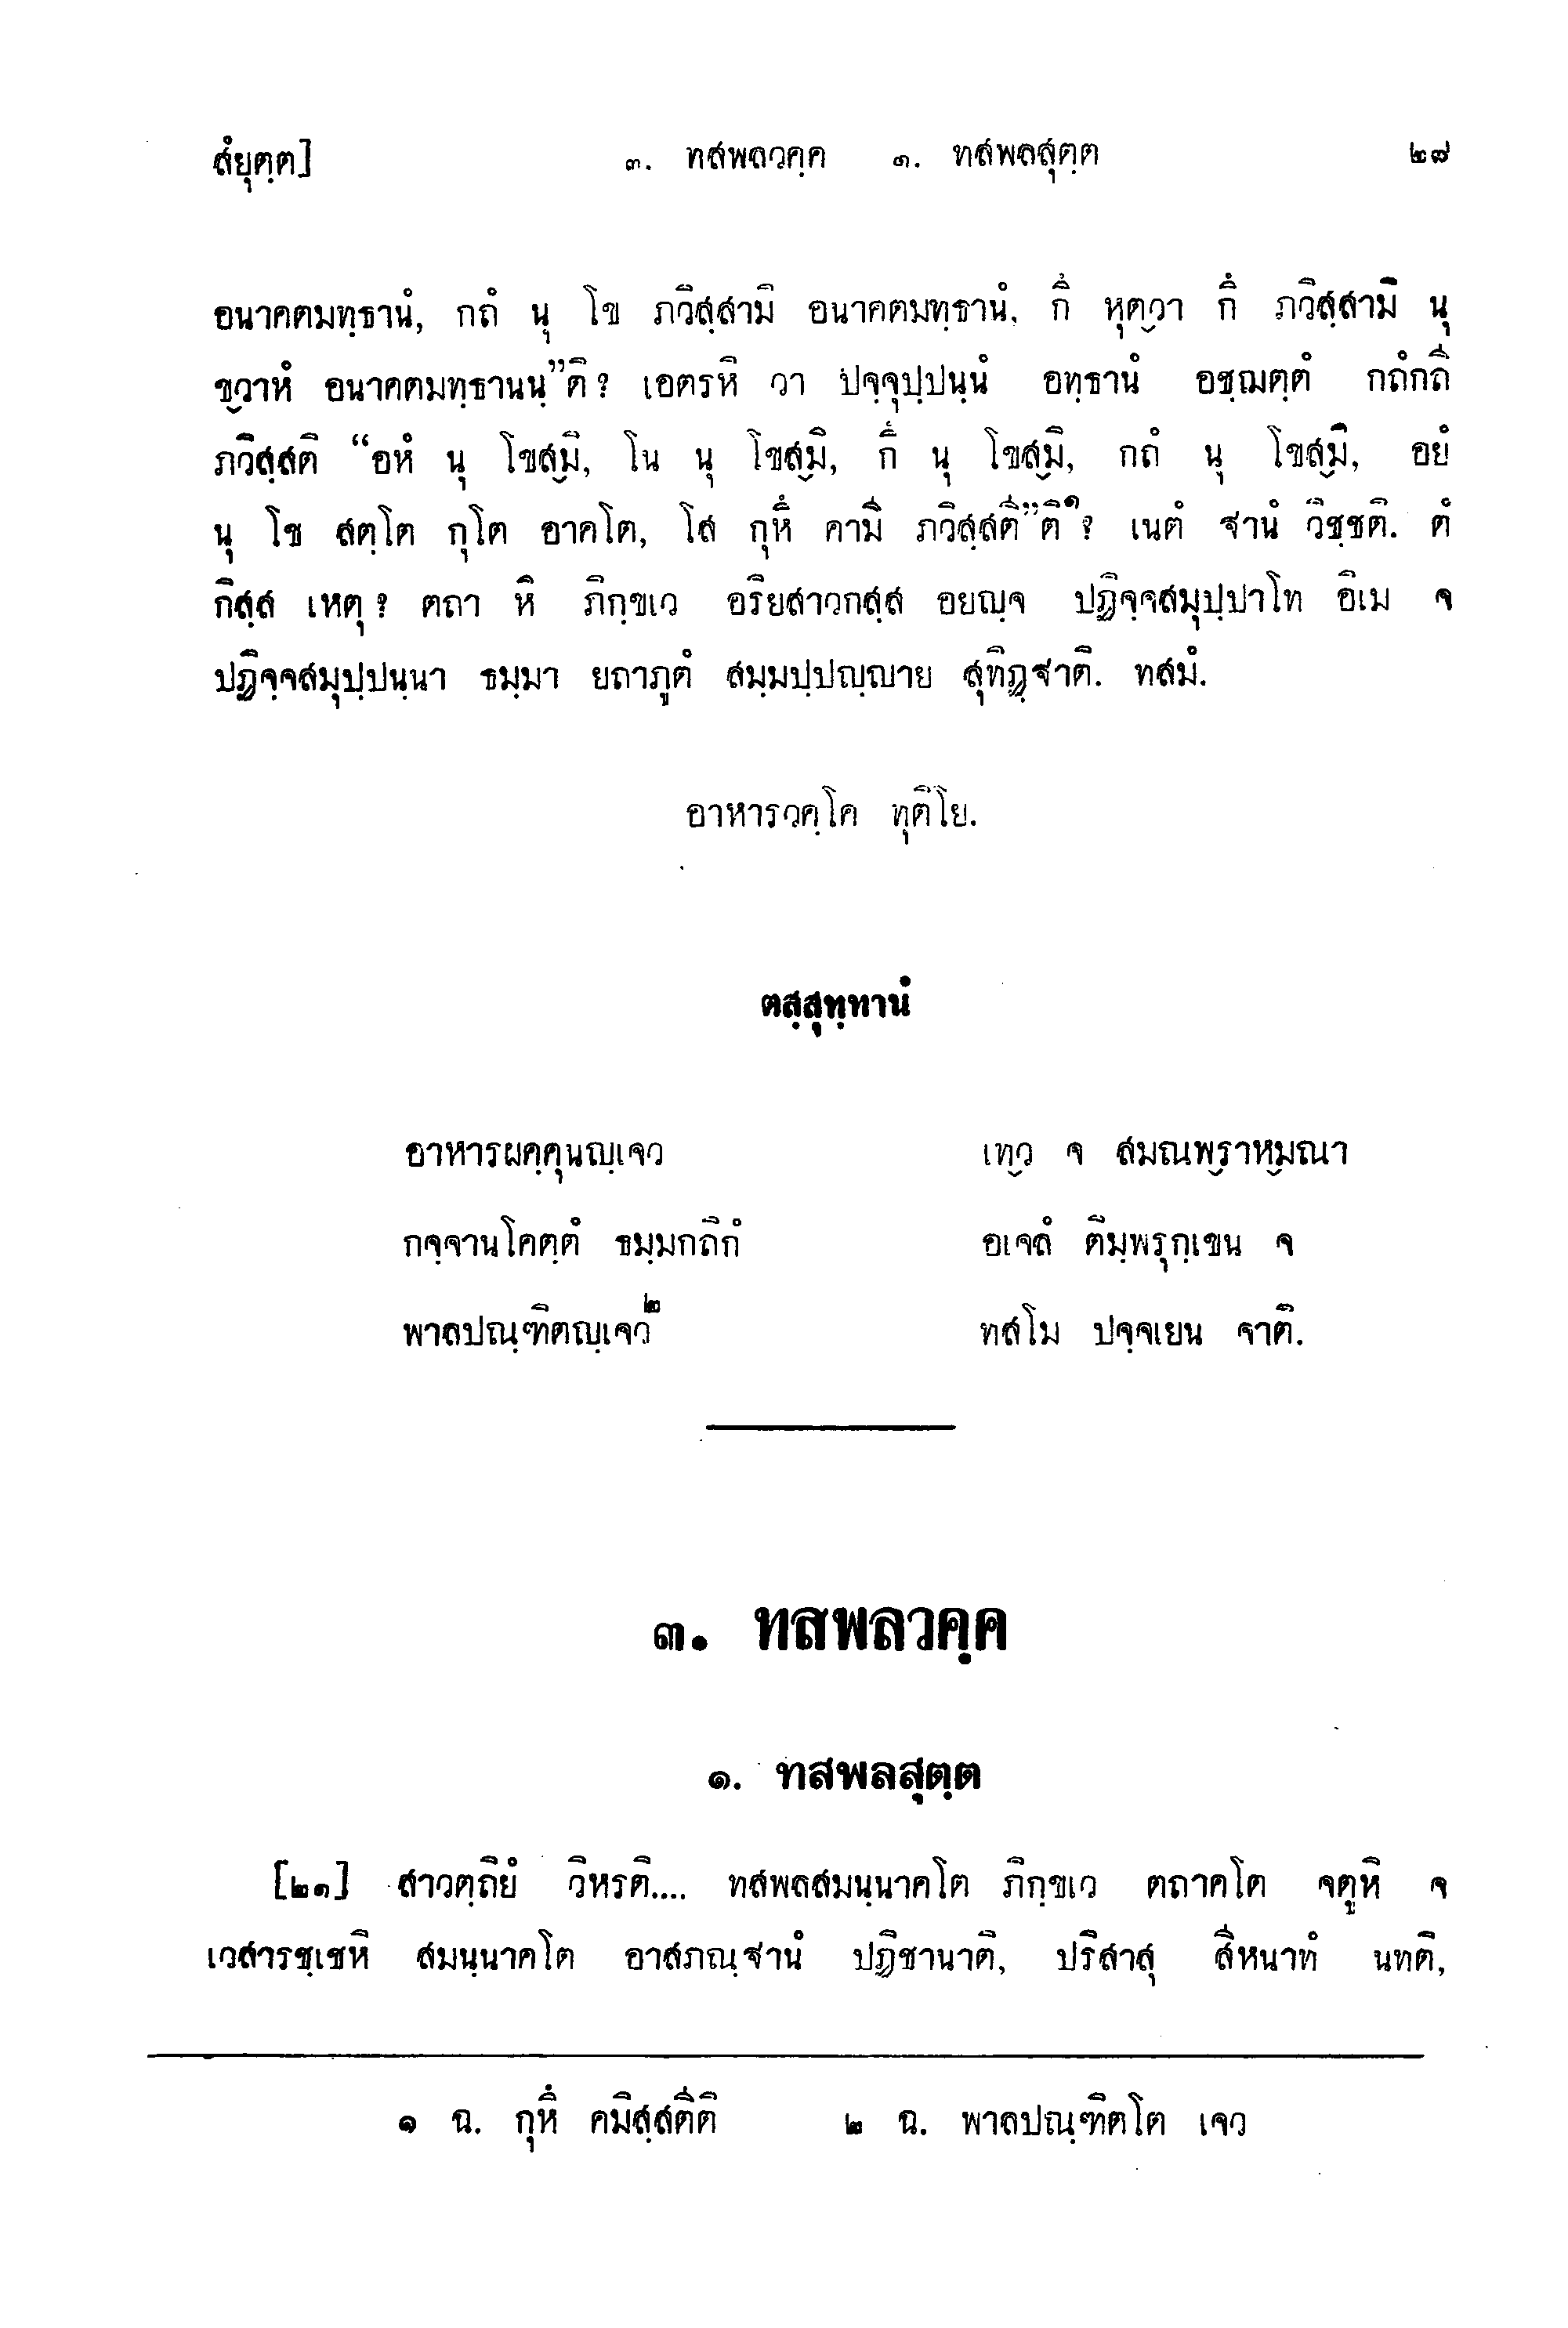 สํยุตฺต] ๓. ทสพลวคฺค ๑. ทสพลสุตฺต ๒๗
อนาคตมทฺธานํ, กถํ นุ โข ภวิสฺสามิ อนาคตมทฺธานํ, กึ หุตฺวา กึ ภวิสฺสามิ นุ
ขฺวาหํ อนาคตมทฺธานนฺ”ติ? เอตรหิ วา ปจฺจุปฺปนฺนํ อทฺธานํ อชฺฌตฺตํ กถํกถี
ภวิสฺสติ “อหํ นุ โขสฺมิ, โน นุ โขสฺมิ, กึ นุ โขสฺมิ, กถํ นุ โขสฺมิ, อยํ
นุ โข สตฺโต กุโต อาคโต, โส กุหึ คามี ภวิสฺสตี”ติ๑? เนตํ ฐานํ วิชฺชติ. ตํ
กิสฺส เหตุ? ตถา หิ ภิกฺขเว อริยสาวกสฺส อยญฺจ ปฏิจฺจสมุปฺปาโท อิเม จ
ปฏิจฺจสมุปฺปนฺนา ธมฺมา ยถาภูตํ สมฺมปฺปญฺญาย สุทิฏฺฐาติ. ทสมํ.
อาหารวคฺโค ทุติโย.
ตสฺสุทฺทานํ
อาหารผคฺคุนญฺเจว เทฺว จ สมณพฺราหฺมณา
กจฺจานโคตฺตํ ธมฺมกถิกํ อเจลํ ติมฺพรุกฺเขน จ
พาลปณฺฑิตญฺเจว๒ ทสโม ปจฺจเยน จาติ.
๓. ทสพลวคฺค
๑. ทสพลสุตฺต
[๒๑] สาวตฺถิยํ วิหรติ.... ทสพลสมนฺนาคโต ภิกฺขเว ตถาคโต จตูหิ จ
เวสารชฺเชหิ สมนฺนาคโต อาสภณฺฐานํ ปฏิชานาติ, ปริสาสุ สีหนาทํ นทติ,
๑ ฉ. กุหึ คมิสฺสตีติ ๒ ฉ. พาลปณฺฑิตโต เจว